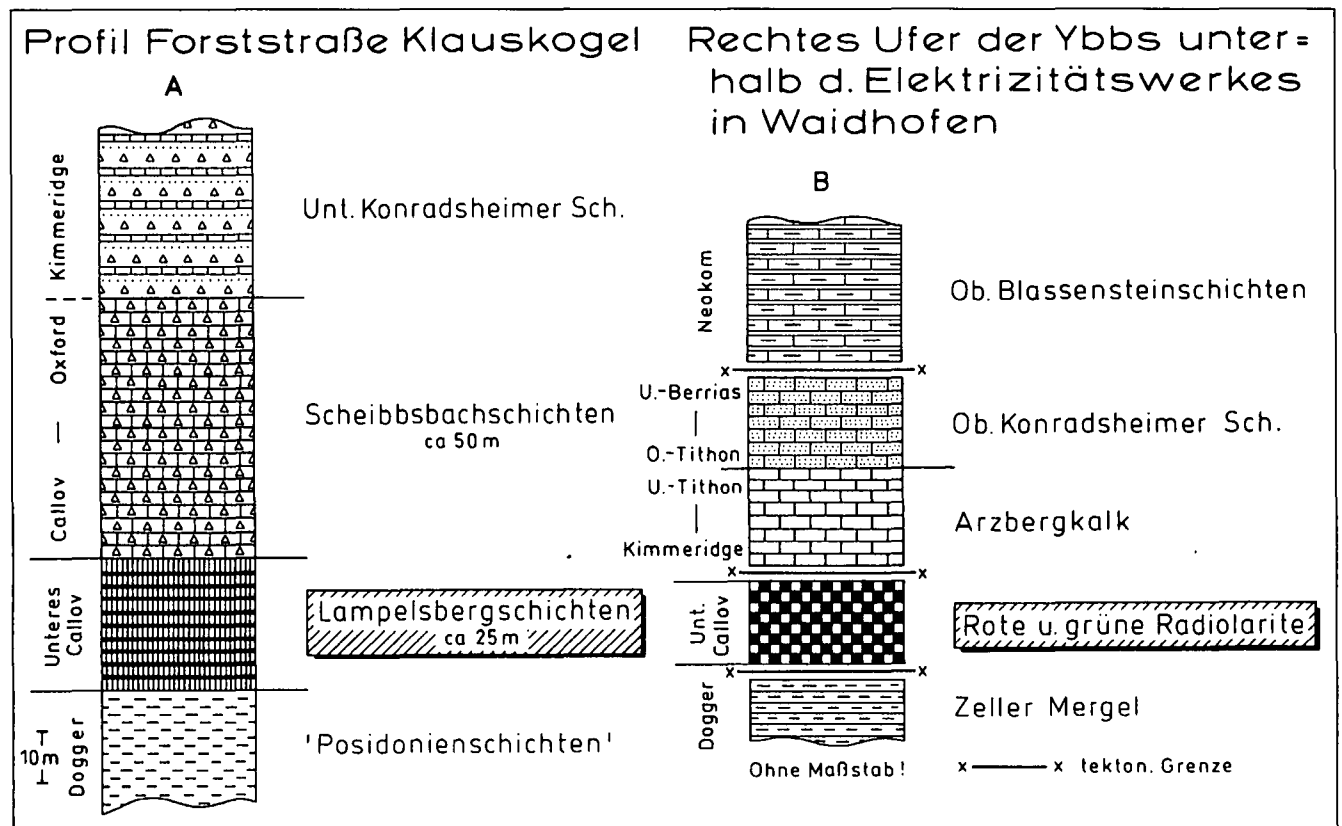 Profil Forststraße Klauskogel
A
Kimmeridge
Oxford
—
Callov
Unteres
Callov
Dogger
10m
Unt. Konradsheimer Sch.
Scheibbsbachschichten
ca 50 m
Lampelsbergschichten
ca 25 m
'Posidonienschichten'
Rechtes Ufer der Ybbs unter=
halb d. Elektrizitätswerkes
in Waidhofen
B
Neokom
U.-Berrias
O.-Tithon
U.-Tithon
Kimmeridge
Unt.
Callov
Dogger
Ob. Blassensteinschichten
Ob. Konradsheimer Sch.
Arzbergkalk
Rote u. grüne Radiolarite
Zeller Mergel
Ohne Maßstab!
x x tekton. Grenze